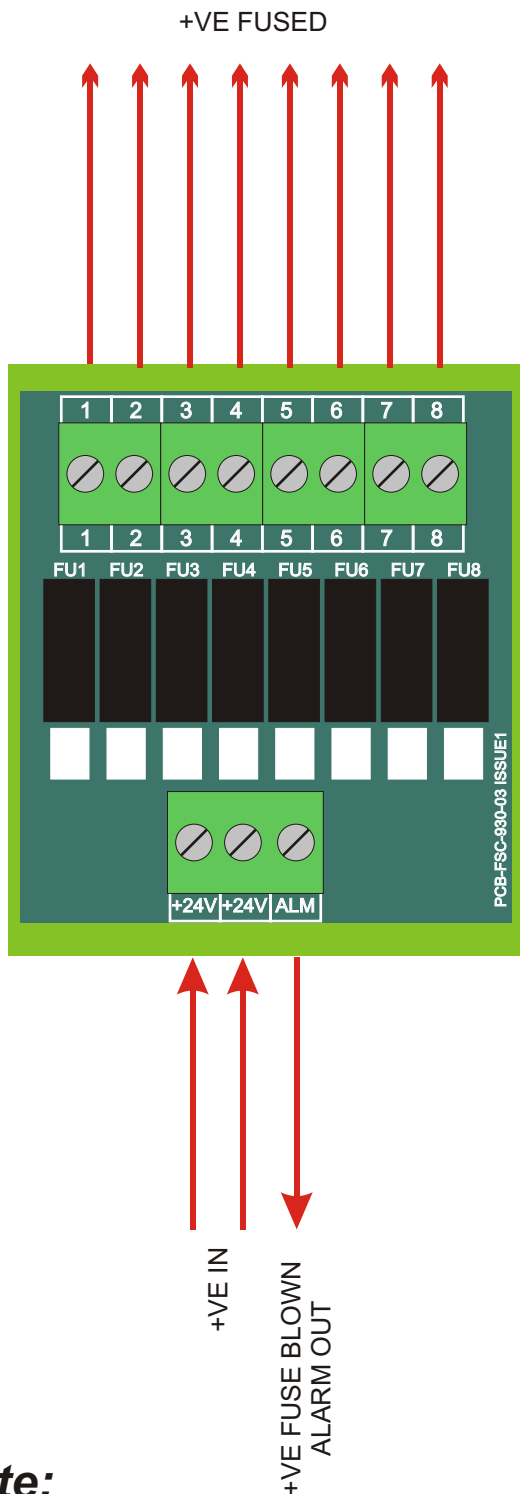 +VE FUSED
1 2 3 4 5 6 7 8
1 2 3 4 5 6 7 8
FU1 FU2 FU3 FU4 FU5 FU6 FU7 FU8
PCB-FSC-930-03 ISSUE1
+24V +24V ALM
+VE IN
+VE FUSE BLOWN
ALARM OUT
te: